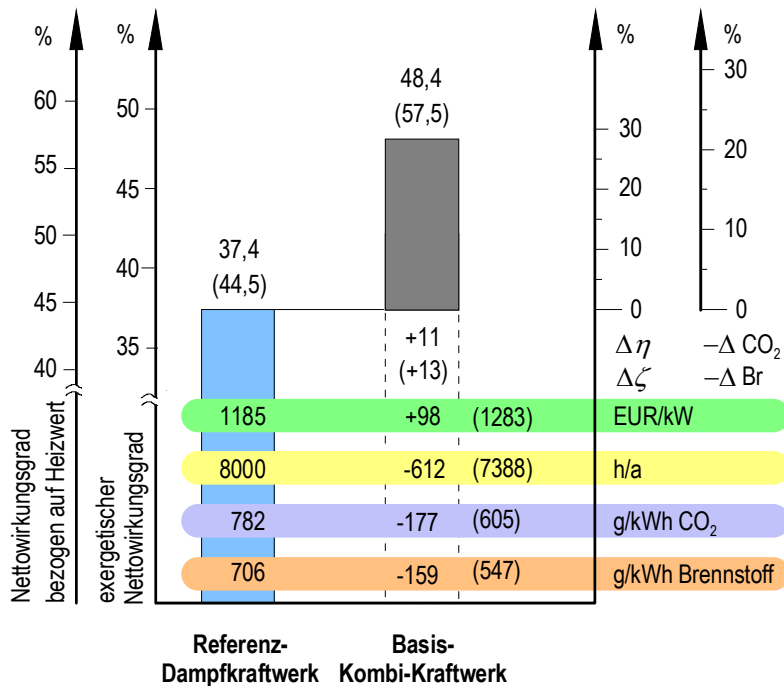 %
%
%
%
60
55
50
45
40
50
45
40
35
30
20
10
0
30
20
10
0
48,4
(57,5)
37,4
(44,5)
+11
(+13)
Δη
Δζ
−Δ CO₂
−Δ Br
1185 +98 (1283) EUR/kW
8000 -612 (7388) h/a
782 -177 (605) g/kWh CO₂
706 -159 (547) g/kWh Brennstoff
Nettowirkungsgrad
bezogen auf Heizwert
exergetischer
Nettowirkungsgrad
Referenz-
Dampfkraftwerk
Basis-
Kombi-Kraftwerk